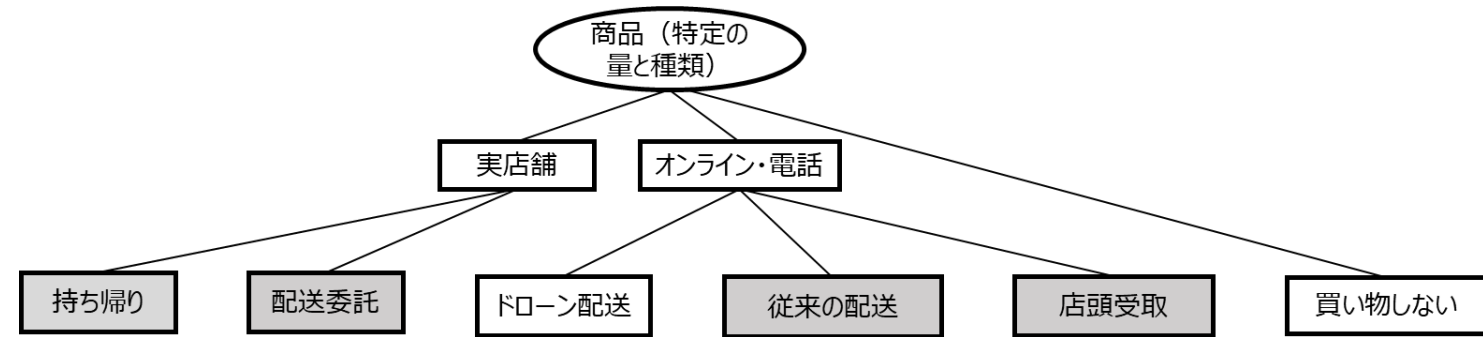 商品（特定の
量と種類）
実店舗
オンライン・電話
持ち帰り
配送委託
ドローン配送
従来の配送
店頭受取
買い物しない